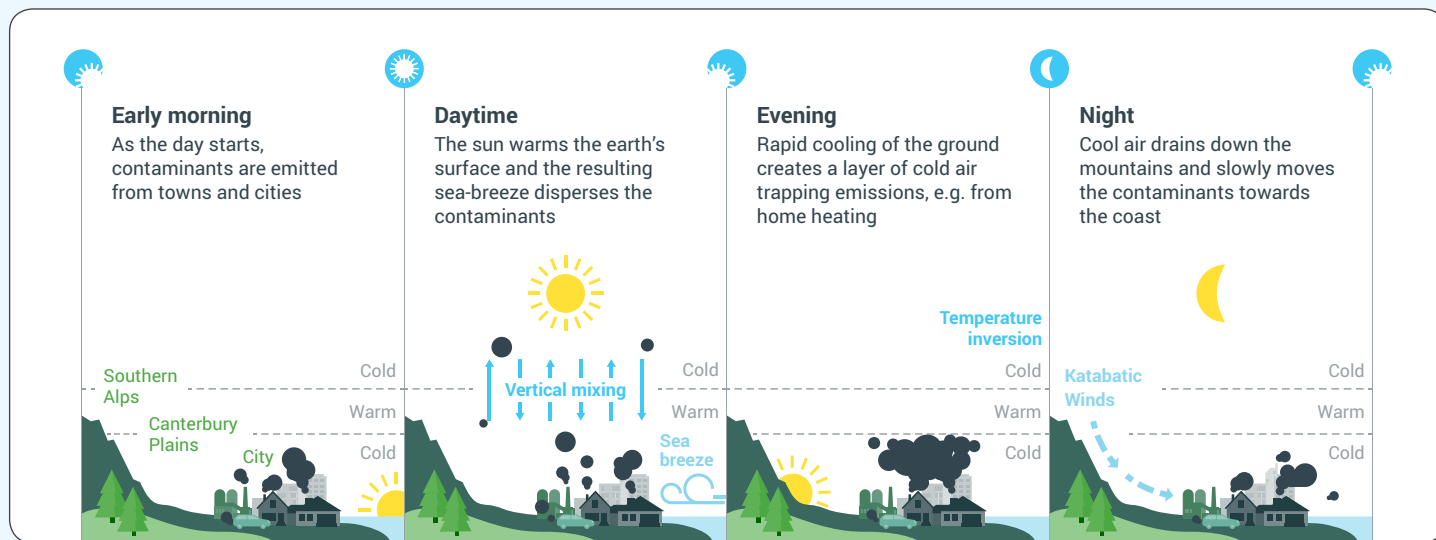 Early morning
As the day starts,
contaminants are emitted
from towns and cities
Southern
Alps
Canterbury
Plains
City
Cold
Warm
Cold
Daytime
The sun warms the earth's
surface and the resulting
sea-breeze disperses the
contaminants
Vertical mixing
Cold
Warm
Sea
breeze
Evening
Rapid cooling of the ground
creates a layer of cold air
trapping emissions, e.g. from
home heating
Temperature
inversion
Cold
Warm
Cold
Night
Cool air drains down the
mountains and slowly moves
the contaminants towards
the coast
Katabatic
Winds
Cold
Warm
Cold